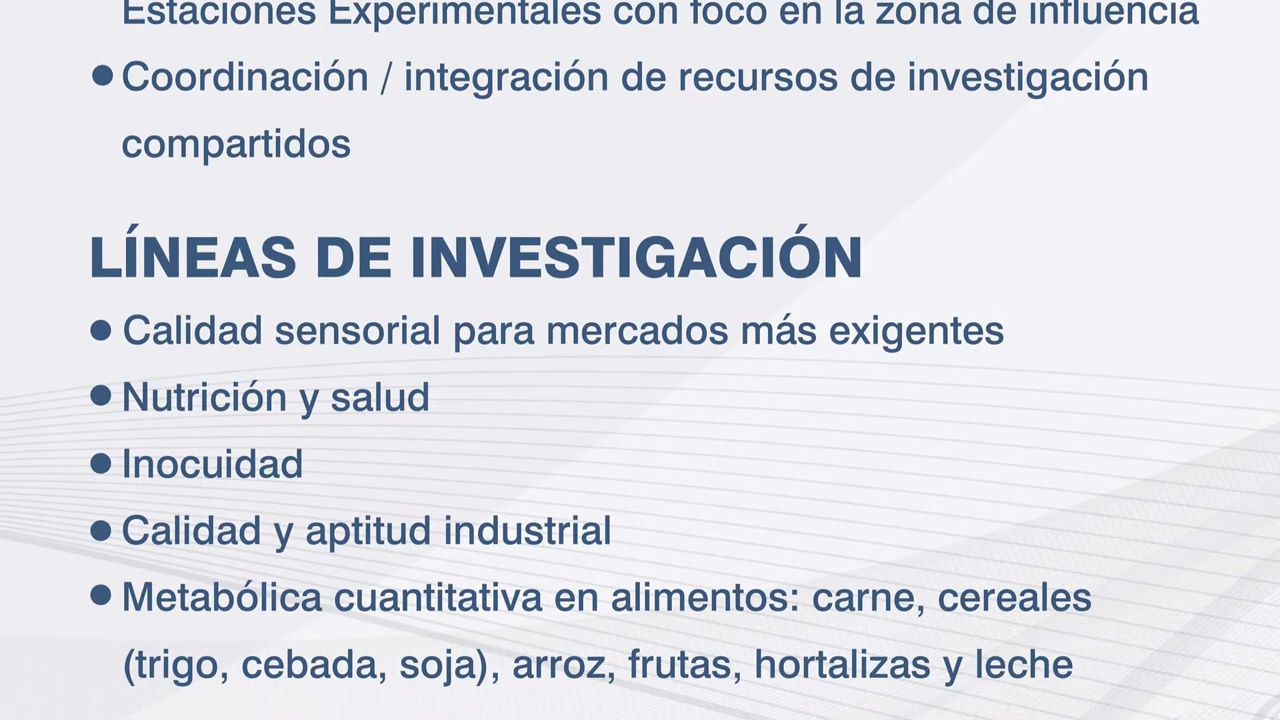 Estaciones Experimentales con foco en la zona de influencia
● Coordinación / integración de recursos de investigación
compartidos
LÍNEAS DE INVESTIGACIÓN
● Calidad sensorial para mercados más exigentes
● Nutrición y salud
● Inocuidad
● Calidad y aptitud industrial
● Metabólica cuantitativa en alimentos: carne, cereales
(trigo, cebada, soja), arroz, frutas, hortalizas y leche